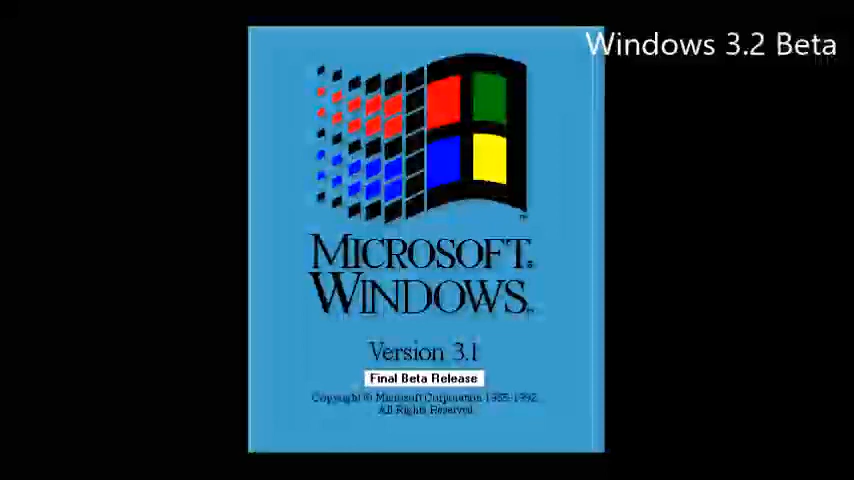 Windows 3.2 Beta
MICROSOFT®
WINDOWS™
Version 3.1
Final Beta Release
Copyright © Microsoft Corporation 1985-1992.
All Rights Reserved.